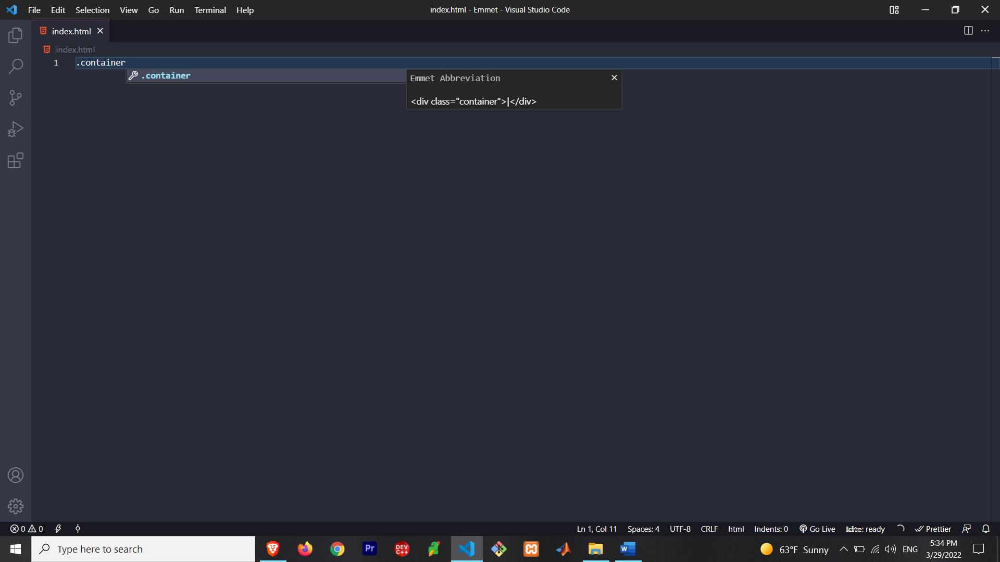 File Edit Selection View Go Run Terminal Help
index.html - Emmet - Visual Studio Code
index.html
index.html
1 .container
.container
Emmet Abbreviation
<div class="container">|</div>
0 0
Ln 1, Col 11 Spaces: 4 UTF-8 CRLF html Indents: 0 Go Live kite: ready Prettier
Type here to search
Pr
DEV C++
W
63°F Sunny
ENG
5:34 PM
3/29/2022